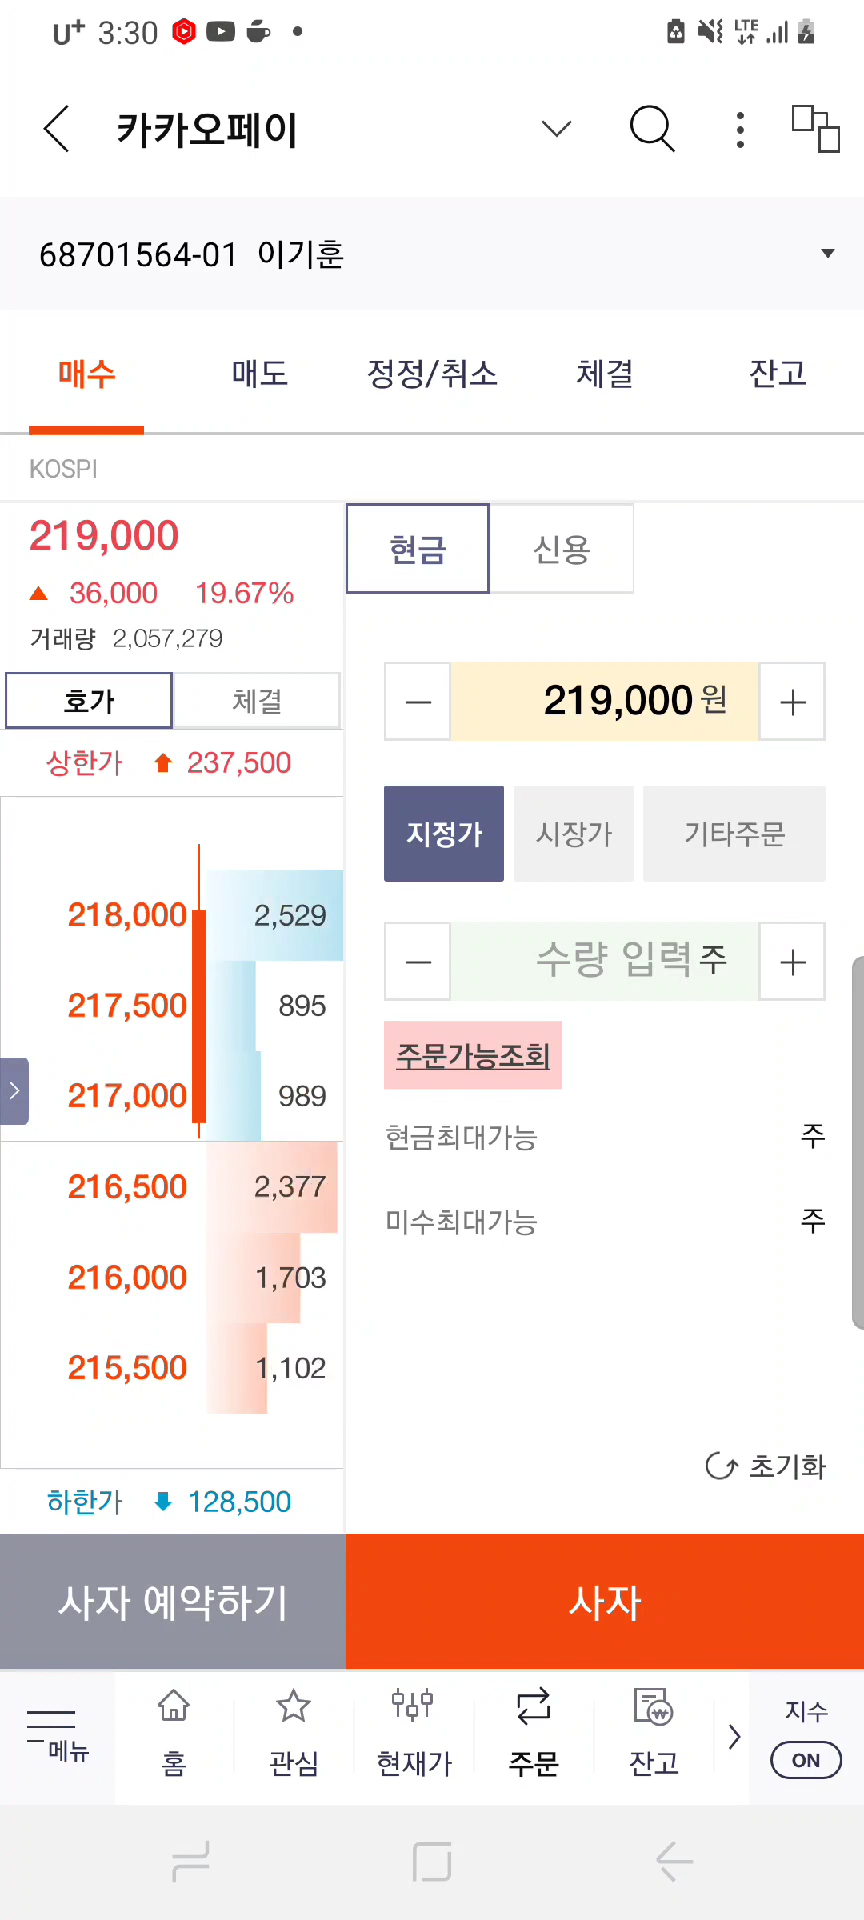 U+ 3:30 LTE
카카오페이
68701564-01 이기훈
매수 매도 정정/취소 체결 잔고
KOSPI
219,000
36,000 19.67%
거래량 2,057,279
호가 체결
상한가 237,500
218,000 2,529
217,500 895
217,000 989
216,500 2,377
216,000 1,703
215,500 1,102
하한가 128,500
현금 신용
219,000 원
지정가 시장가 기타주문
수량 입력 주
주문가능조회
현금최대가능 주
미수최대가능 주
초기화
사자 예약하기 사자
메뉴 홈 관심 현재가 주문 잔고 지수
ON